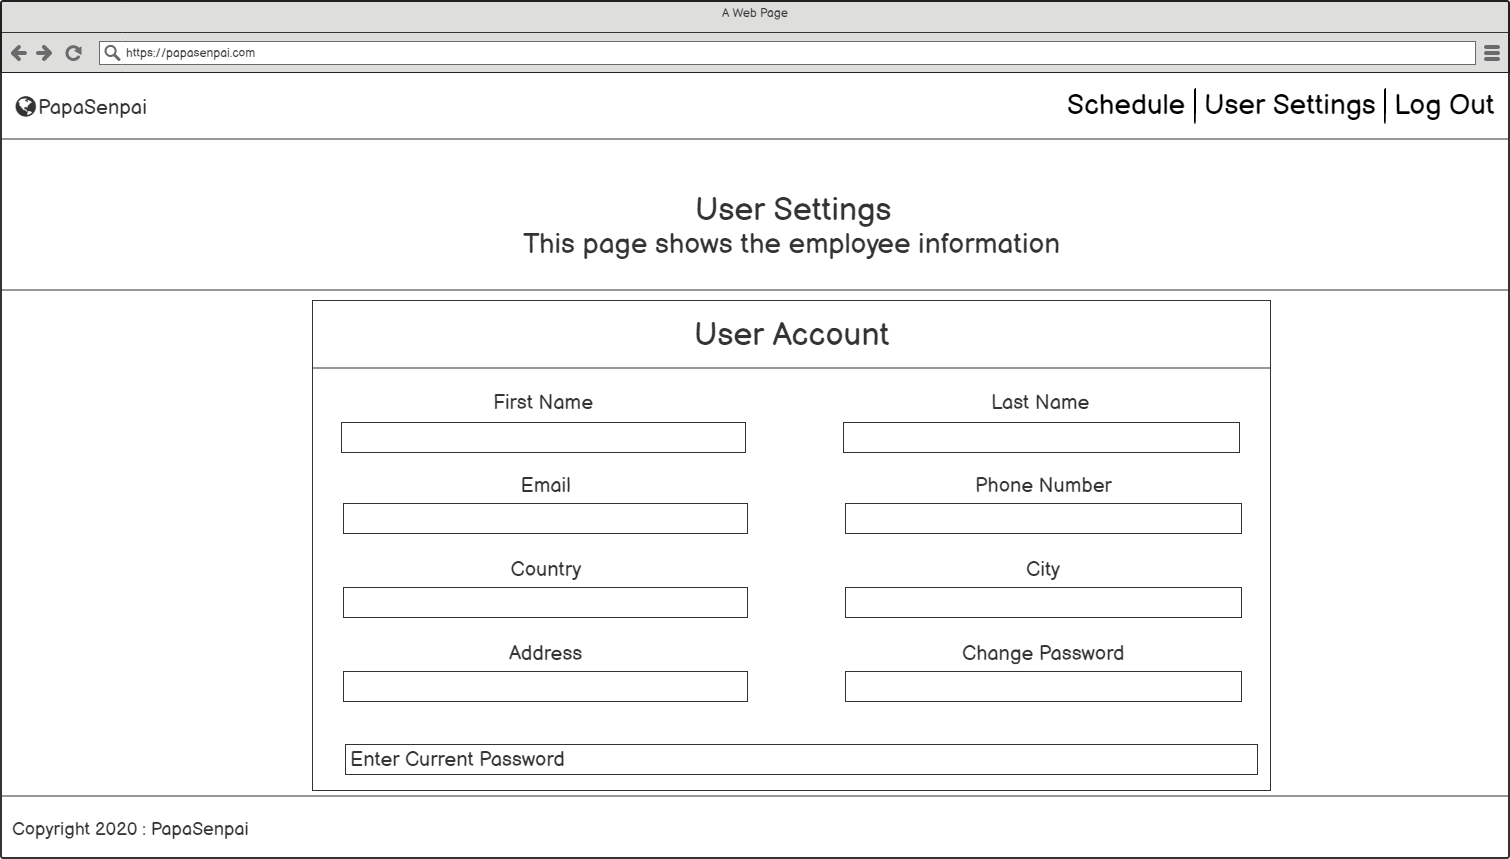 A Web Page
https://papasenpai.com
PapaSenpai
Schedule User Settings Log Out
User Settings
This page shows the employee information
User Account
First Name Last Name
Email Phone Number
Country City
Address Change Password
Enter Current Password
Copyright 2020 : PapaSenpai